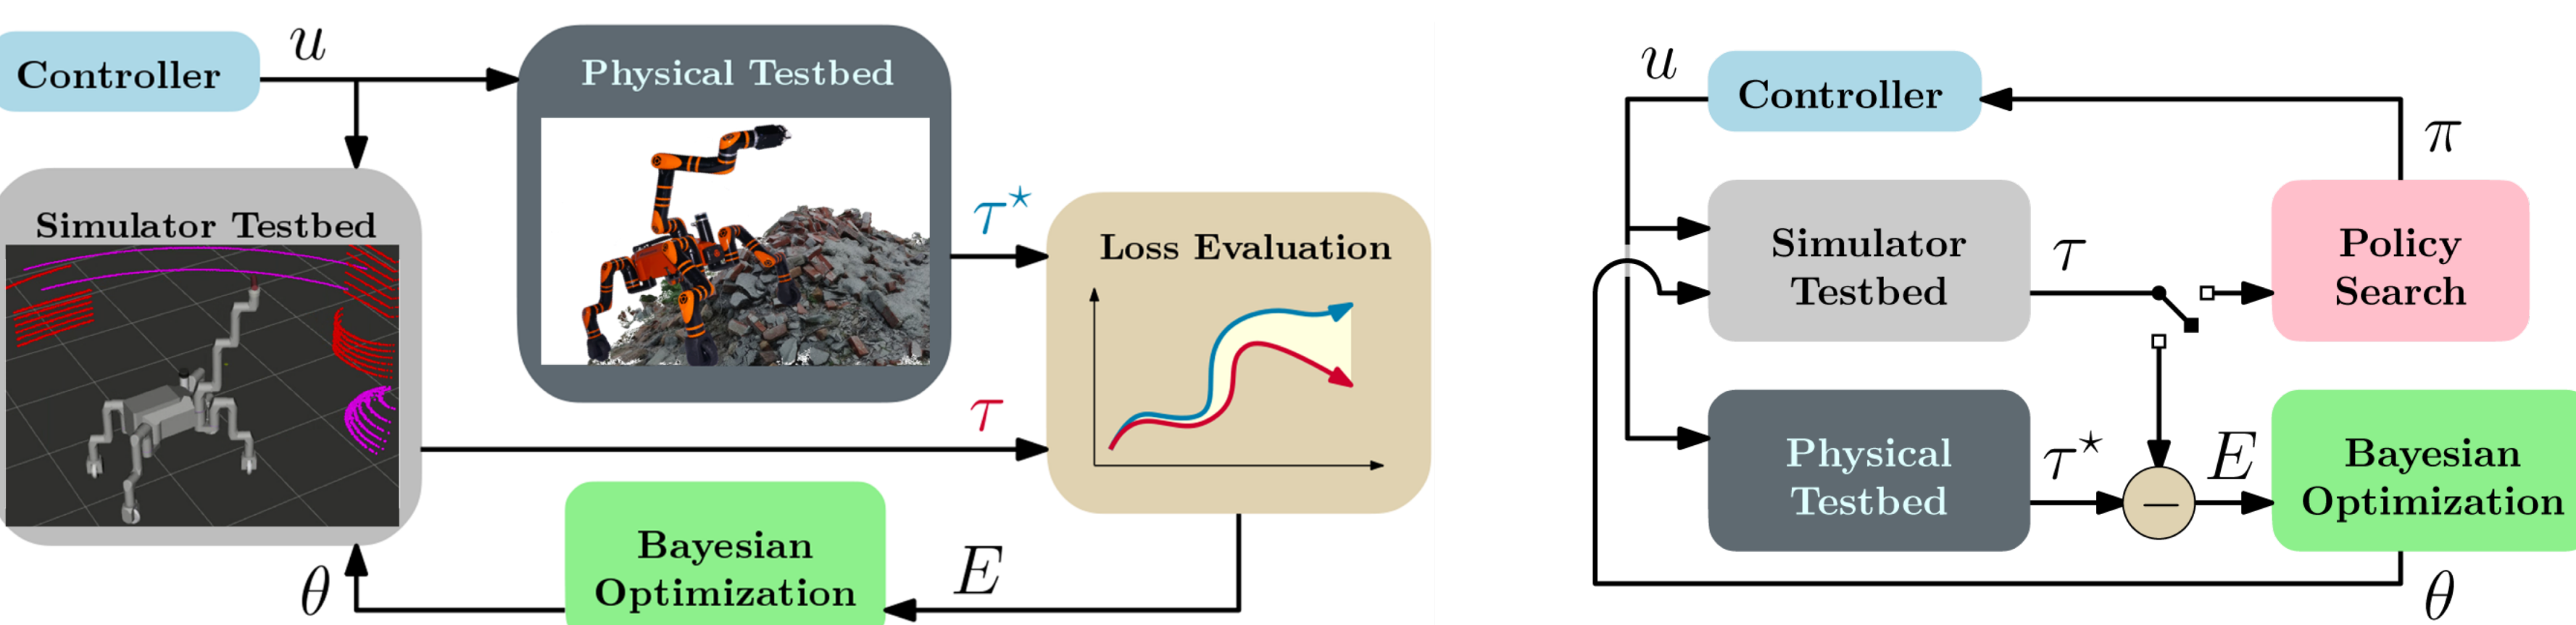 Controller
u
Physical Testbed
Simulator Testbed
τ*
Loss Evaluation
τ
Bayesian
Optimization
E
θ
u
Controller
π
Simulator
Testbed
τ
Policy
Search
Physical
Testbed
τ*
−
E
Bayesian
Optimization
θ